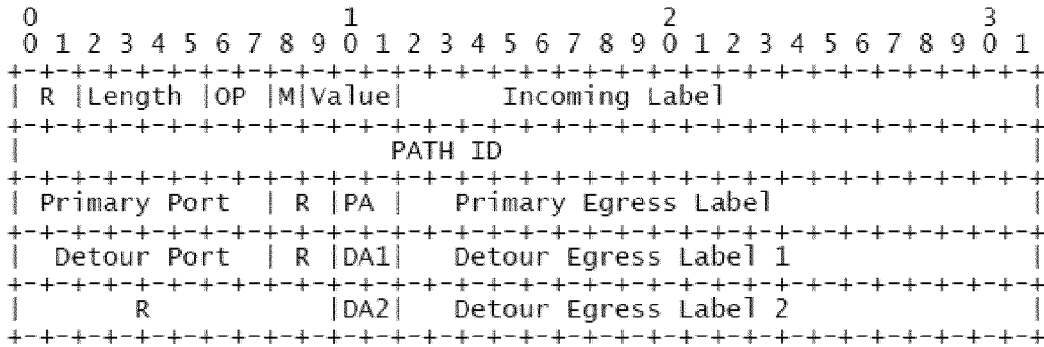 0 1 2 3
0 1 2 3 4 5 6 7 8 9 0 1 2 3 4 5 6 7 8 9 0 1 2 3 4 5 6 7 8 9 0 1
+-+-+-+-+-+-+-+-+-+-+-+-+-+-+-+-+-+-+-+-+-+-+-+-+-+-+-+-+-+-+-+-+
| R |Length |OP |M|Value| Incoming Label |
+-+-+-+-+-+-+-+-+-+-+-+-+-+-+-+-+-+-+-+-+-+-+-+-+-+-+-+-+-+-+-+-+
| PATH ID |
+-+-+-+-+-+-+-+-+-+-+-+-+-+-+-+-+-+-+-+-+-+-+-+-+-+-+-+-+-+-+-+-+
| Primary Port | R |PA | Primary Egress Label |
+-+-+-+-+-+-+-+-+-+-+-+-+-+-+-+-+-+-+-+-+-+-+-+-+-+-+-+-+-+-+-+-+
| Detour Port | R |DA1| Detour Egress Label 1 |
+-+-+-+-+-+-+-+-+-+-+-+-+-+-+-+-+-+-+-+-+-+-+-+-+-+-+-+-+-+-+-+-+
| R |DA2| Detour Egress Label 2 |
+-+-+-+-+-+-+-+-+-+-+-+-+-+-+-+-+-+-+-+-+-+-+-+-+-+-+-+-+-+-+-+-+